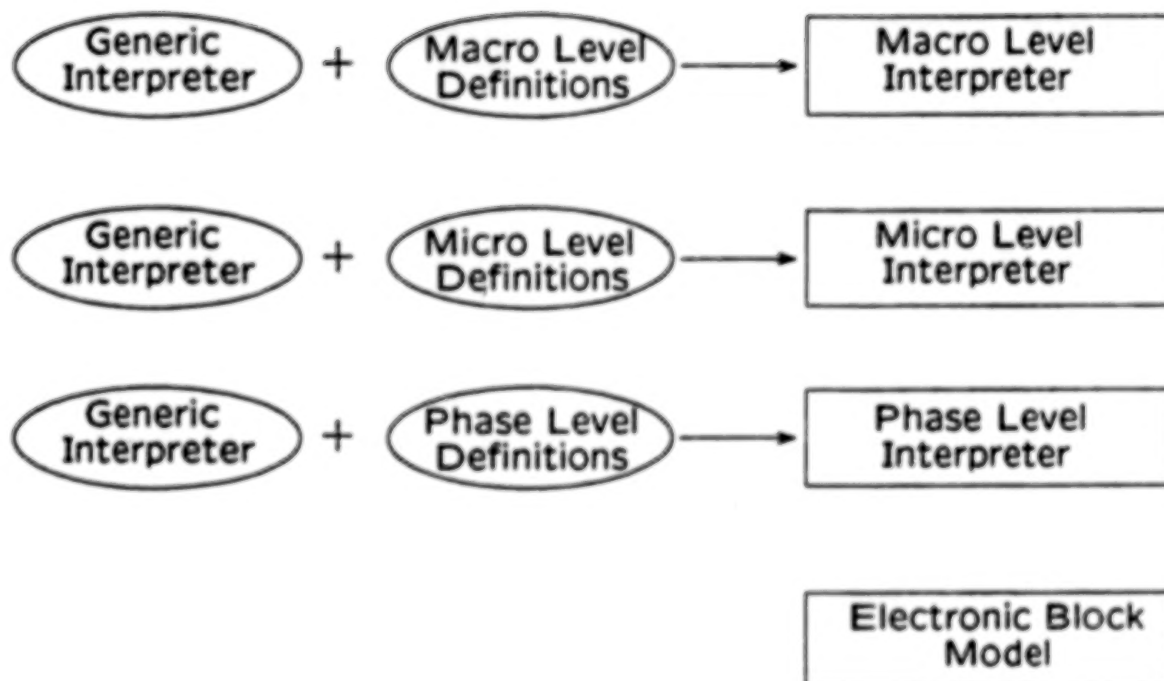 Generic
Interpreter
+
Macro Level
Definitions
Macro Level
Interpreter
Generic
Interpreter
+
Micro Level
Definitions
Micro Level
Interpreter
Generic
Interpreter
+
Phase Level
Definitions
Phase Level
Interpreter
Electronic Block
Model